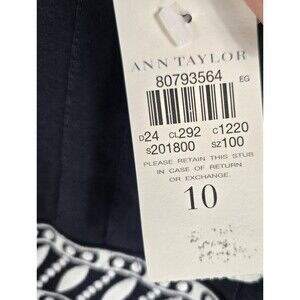 ANN TAYLOR
80793564 EG
D24 CL292 C1220
S201800 SZ100
PLEASE RETAIN THIS STUB
IN CASE OF RETURN
OR EXCHANGE.
10